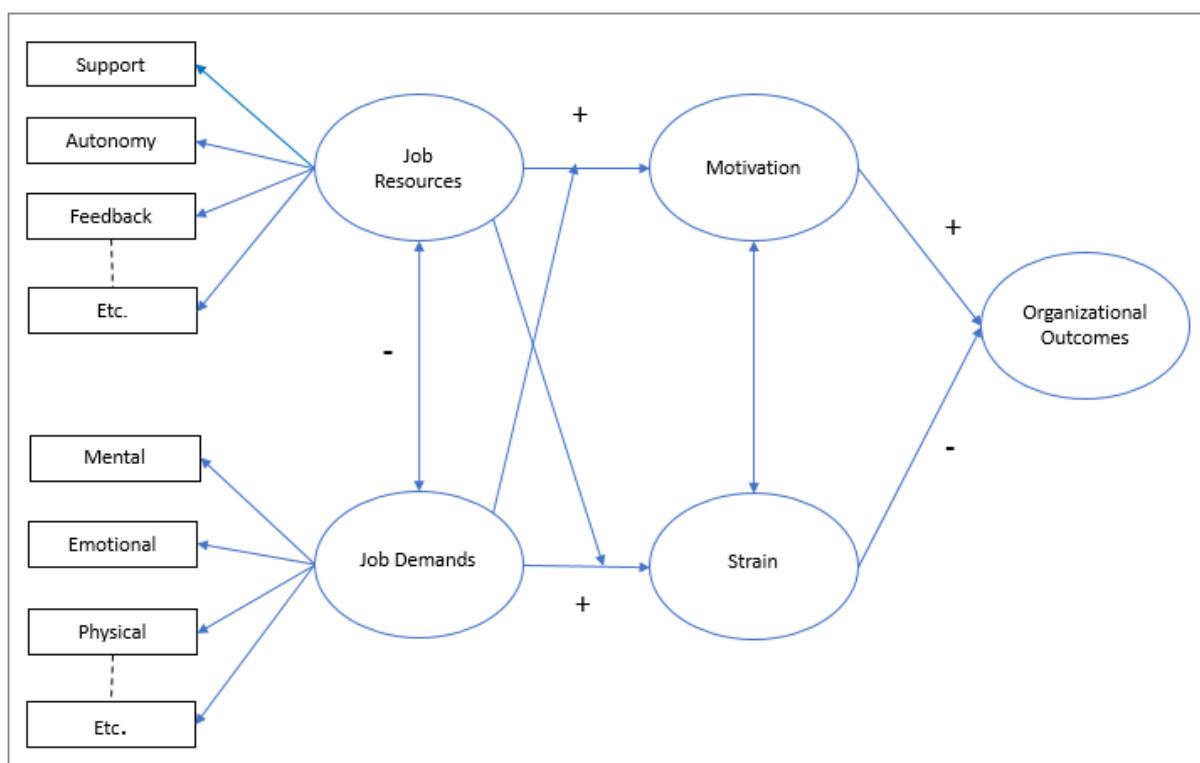 Support
Autonomy
Feedback
Etc.
Job
Resources
+
Motivation
+
Organizational
Outcomes
-
Mental
Emotional
Physical
Etc.
Job Demands
+
Strain
-